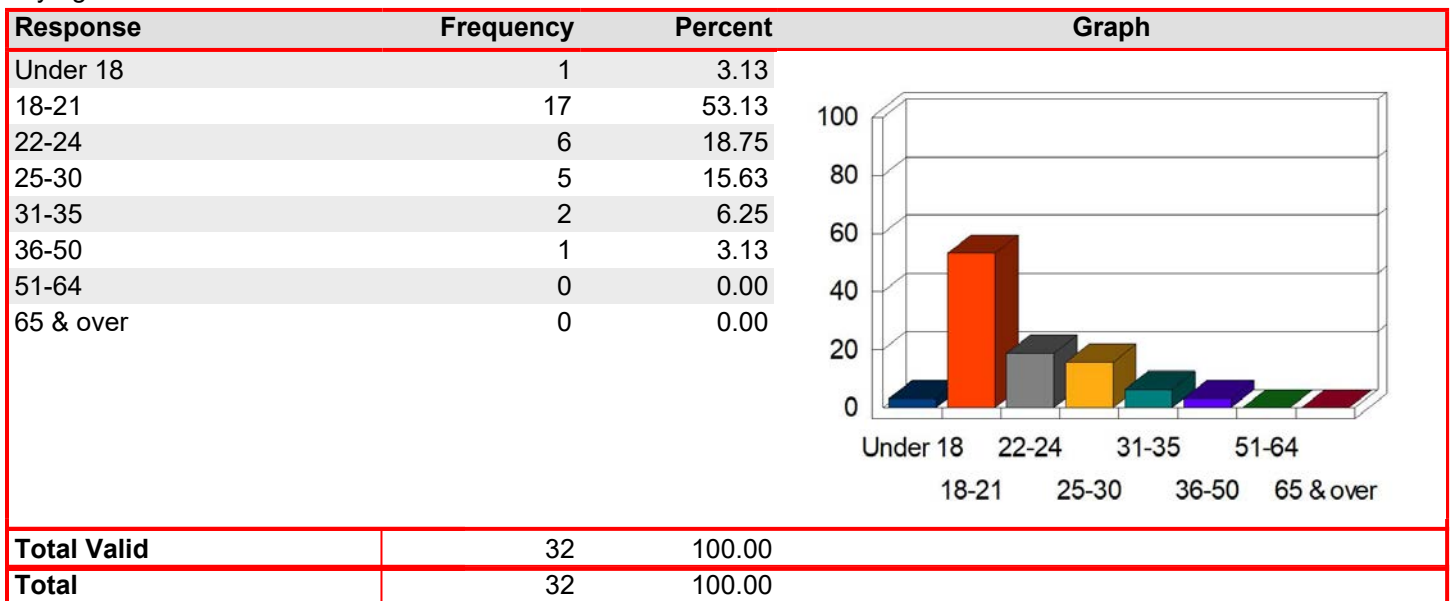 Response Frequency Percent Graph
Under 18 1 3.13
18-21 17 53.13
22-24 6 18.75
25-30 5 15.63
31-35 2 6.25
36-50 1 3.13
51-64 0 0.00
65 & over 0 0.00
100
80
60
40
20
0
Under 18 22-24 31-35 51-64
18-21 25-30 36-50 65 & over
Total Valid 32 100.00
Total 32 100.00